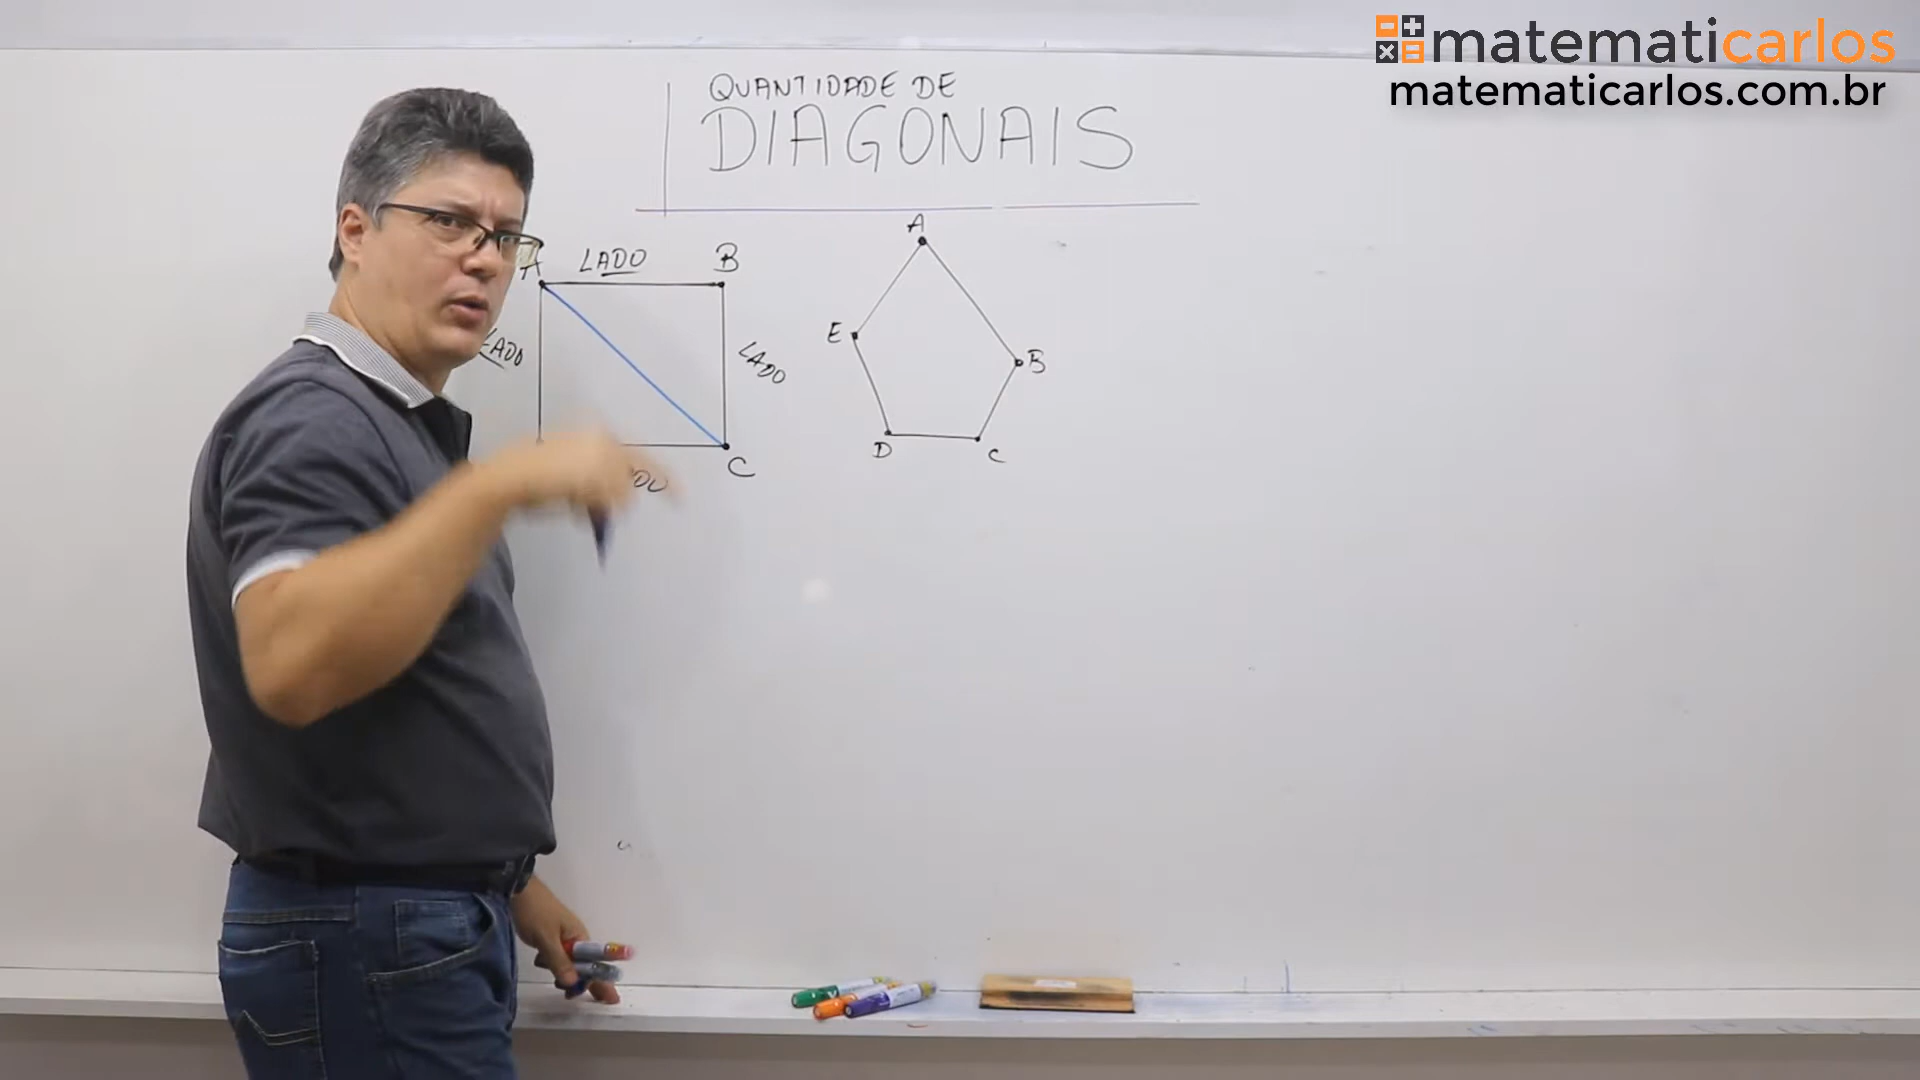 matematicarlos
matematicarlos.com.br
QUANTIDADE DE
DIAGONAIS
A
LADO
B
LADO
LADO
C
A
E
B
D
C